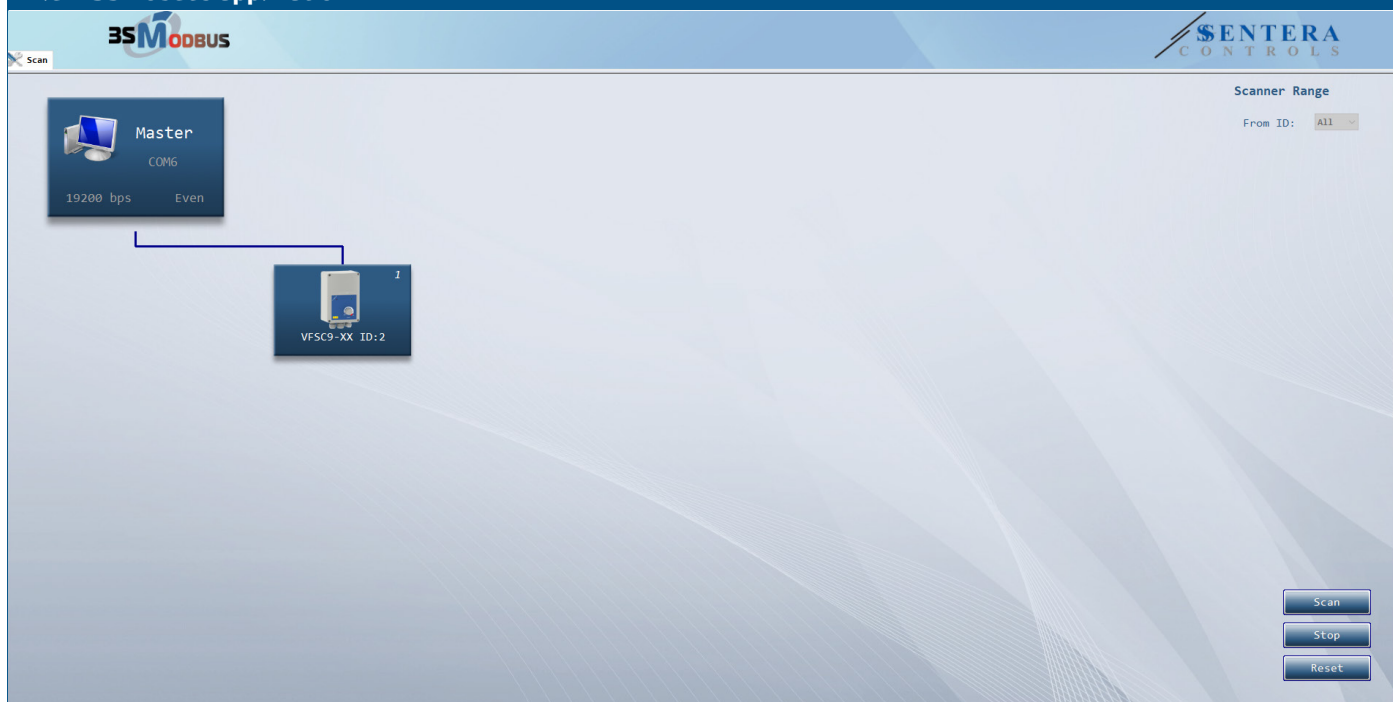 3SMODBUS
SENTERA
CONTROLS
Scan
Scanner Range
From ID: All
Master
COM6
19200 bps Even
1
VFSC9-XX ID:2
Scan
Stop
Reset